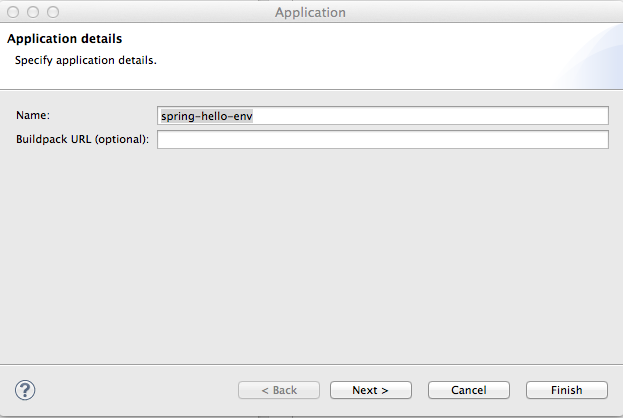 Application
Application details
Specify application details.
Name: spring-hello-env
Buildpack URL (optional):
? < Back Next > Cancel Finish